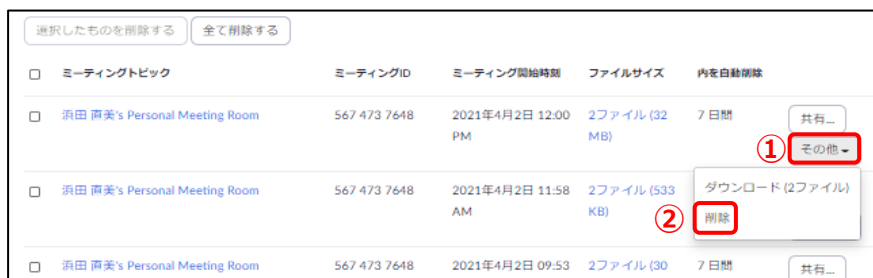 選択したものを削除する 全て削除する
ミーティングトピック ミーティングID ミーティング開始時刻 ファイルサイズ 内を自動削除
浜田 直美's Personal Meeting Room 567 473 7648 2021年4月2日 12:00 2ファイル (32 7 日間 共有...
PM MB)
① その他
浜田 直美's Personal Meeting Room 567 473 7648 2021年4月2日 11:58 2ファイル (533 ダウンロード (2ファイル)
AM KB) ② 削除
浜田 直美's Personal Meeting Room 567 473 7648 2021年4月2日 09:53 2ファイル (30 7 日間 共有...